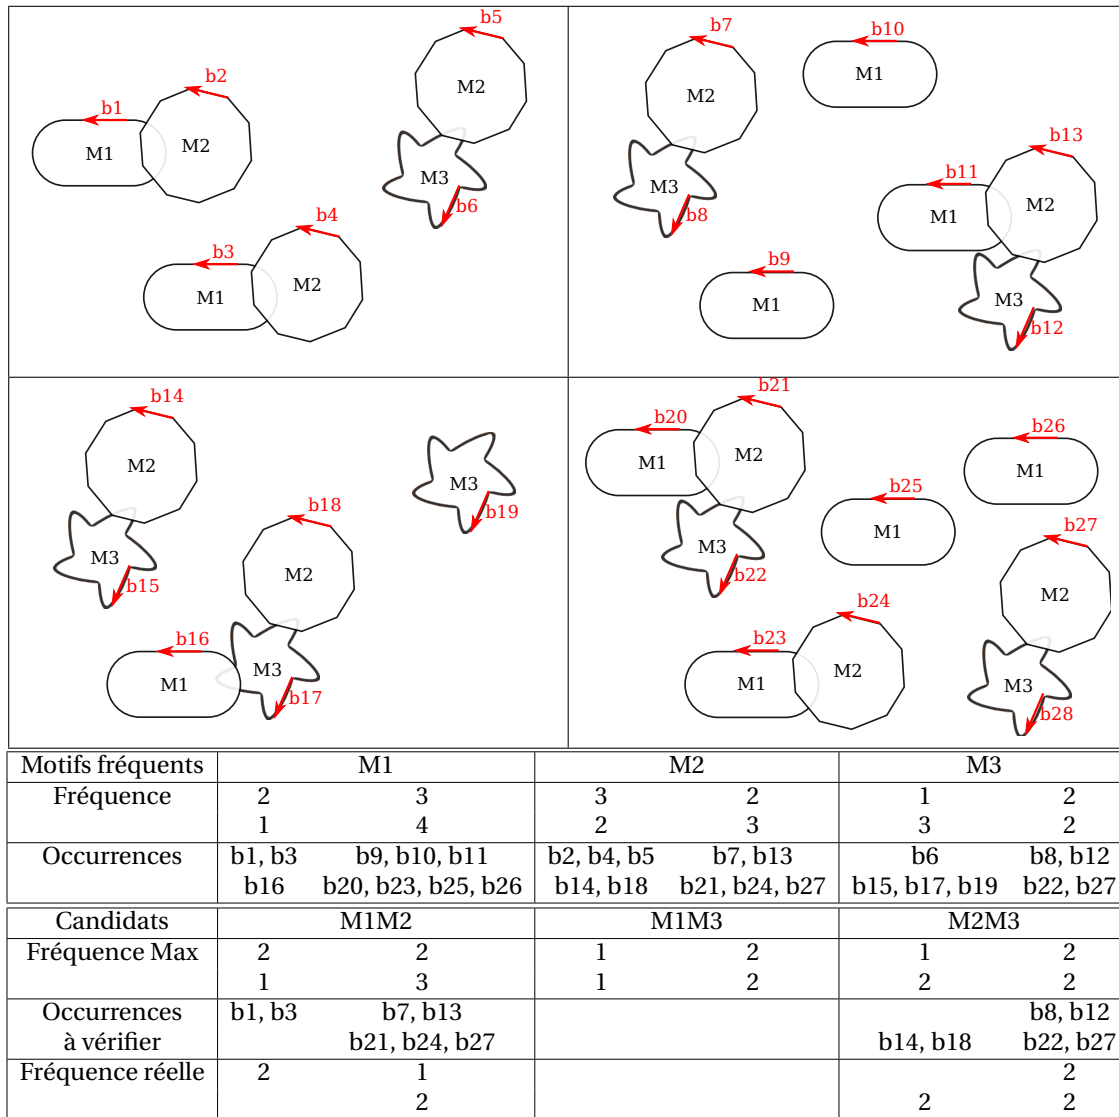 b5
b7
b10
b2
M1
M2
M2
b1
b13
M1
M2
b11
M3
M3
M1
M2
b6
b8
b4
b9
b3
M2
M1
M3
M1
b12
b14
b21
b20
b26
M2
M1
M2
M1
M3
b19
b25
b18
M1
b27
M3
M3
b15
M2
b22
M2
b24
b16
b23
M3
M2
M1
M1
M3
b17
b28
Motifs fréquents M1 M2 M3
Fréquence 2 3 3 2 1 2
1 4 2 3 3 2
Occurrences b1, b3 b9, b10, b11 b2, b4, b5 b7, b13 b6 b8, b12
b16 b20, b23, b25, b26 b14, b18 b21, b24, b27 b15, b17, b19 b22, b27
Candidats M1M2 M1M3 M2M3
Fréquence Max 2 2 1 2 1 2
1 3 1 2 2 2
Occurrences b1, b3 b7, b13 b8, b12
à vérifier b21, b24, b27 b14, b18 b22, b27
Fréquence réelle 2 1 2
2 2 2